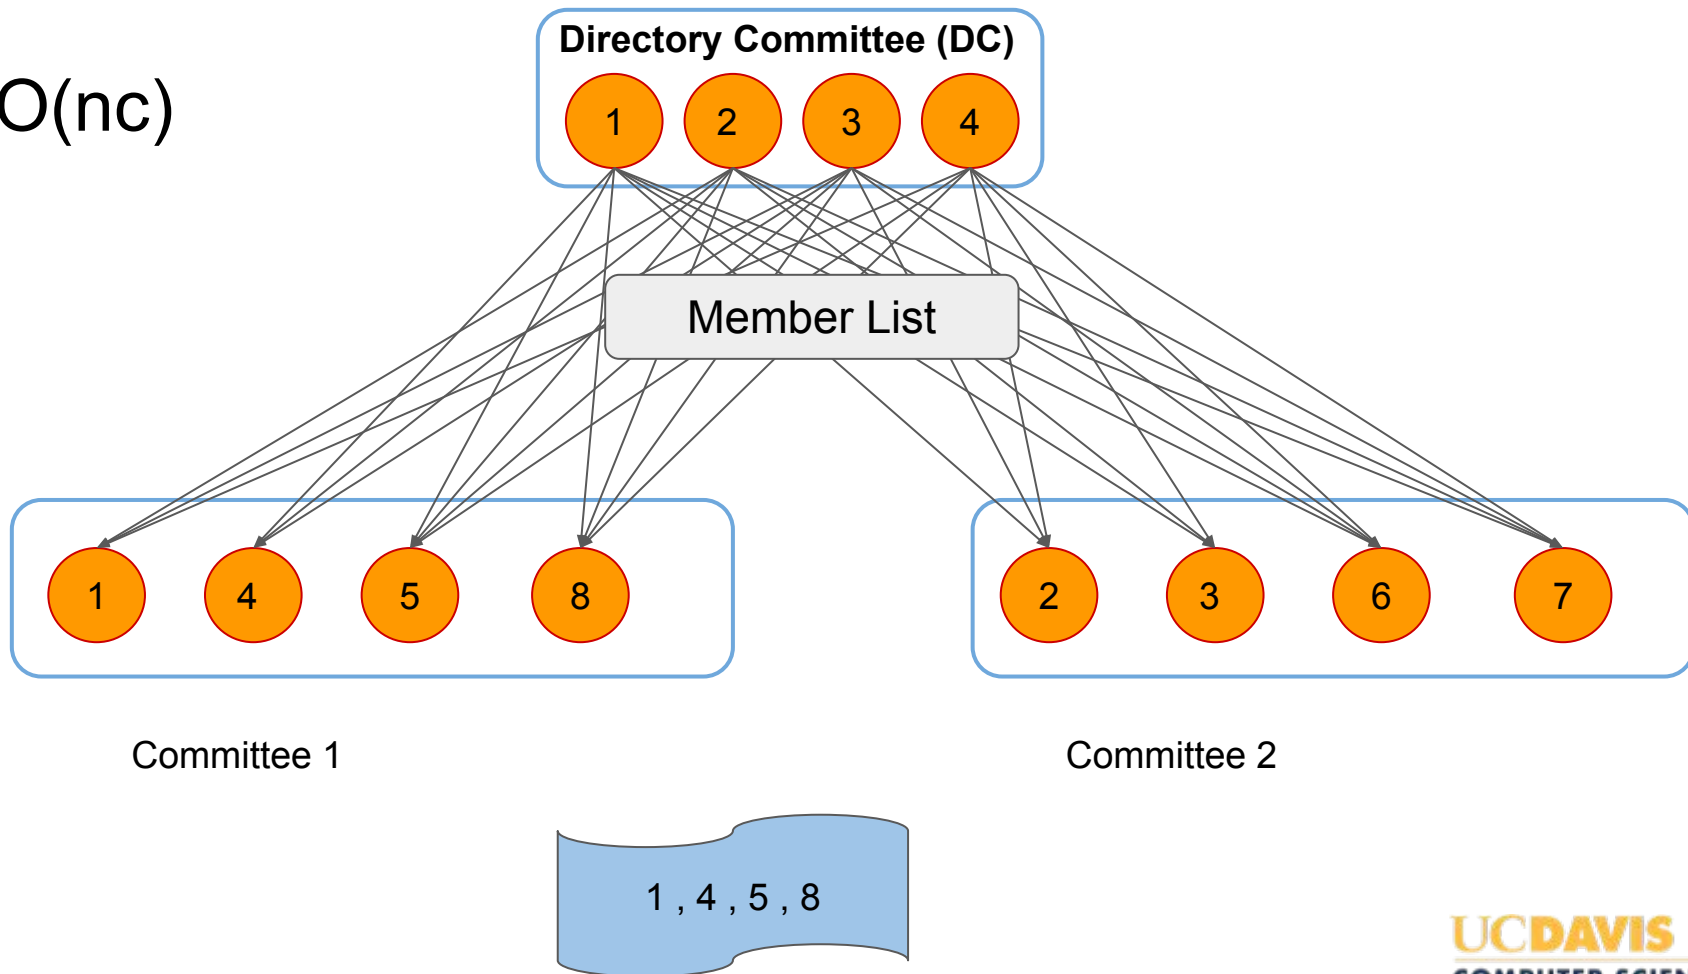 Directory Committee (DC)
O(nc)
1 2 3 4
Member List
1 4 5 8
2 3 6 7
Committee 1
Committee 2
1 , 4 , 5 , 8
UCDAVIS
COMPUTER